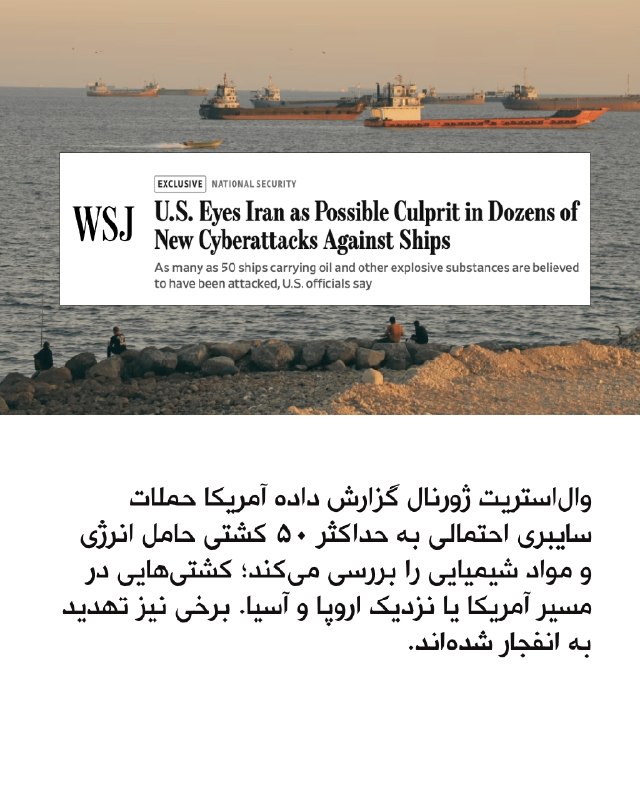 EXCLUSIVE NATIONAL SECURITY
WSJ
U.S. Eyes Iran as Possible Culprit in Dozens of
New Cyberattacks Against Ships
As many as 50 ships carrying oil and other explosive substances are believed
to have been attacked, U.S. officials say
وال‌استریت ژورنال گزارش داده آمریکا حملات
سایبری احتمالی به حداکثر ۵۰ کشتی حامل انرژی
و مواد شیمیایی را بررسی می‌کند؛ کشتی‌هایی در
مسیر آمریکا یا نزدیک اروپا و آسیا. برخی نیز تهدید
به انفجار شده‌اند.